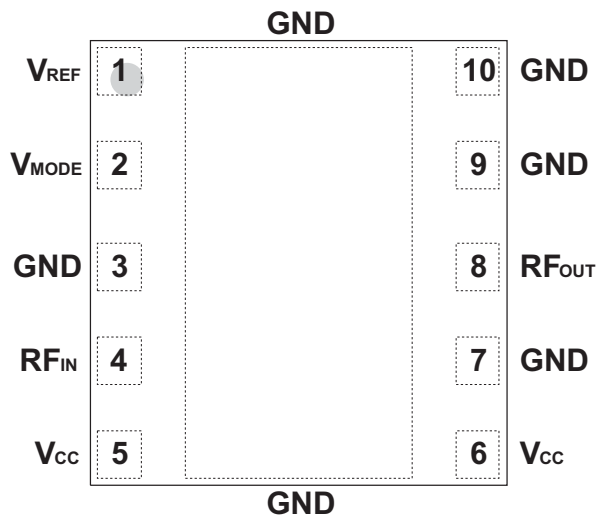 GND
VREF 1 10 GND
VMODE 2 9 GND
GND 3 8 RFOUT
RFIN 4 7 GND
VCC 5 6 VCC
GND